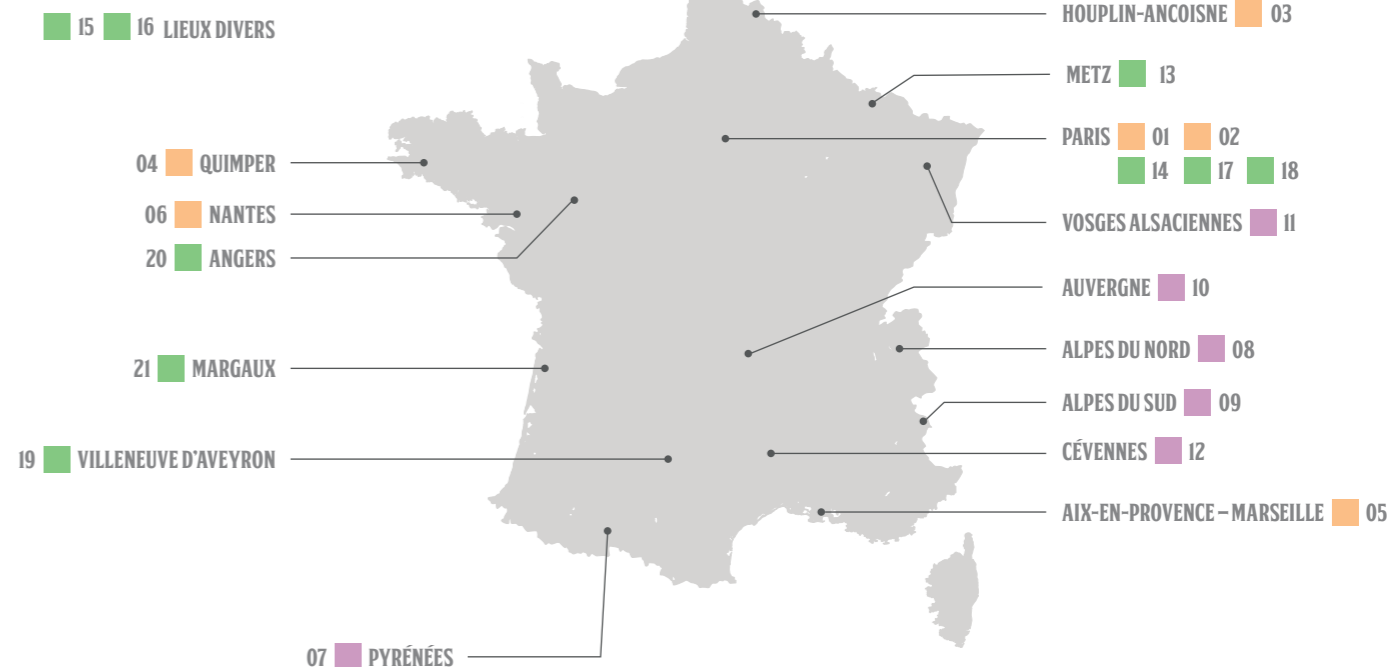 15 16 LIEUX DIVERS
04 QUIMPER
06 NANTES
20 ANGERS
21 MARGAUX
19 VILLENEUVE D'AVEYRON
07 PYRÉNÉES
HOUPLIN-ANCOISNE 03
METZ 13
PARIS 01 02
14 17 18
VOSGES ALSACIENNES 11
AUVERGNE 10
ALPES DU NORD 08
ALPES DU SUD 09
CÉVENNES 12
AIX-EN-PROVENCE – MARSEILLE 05